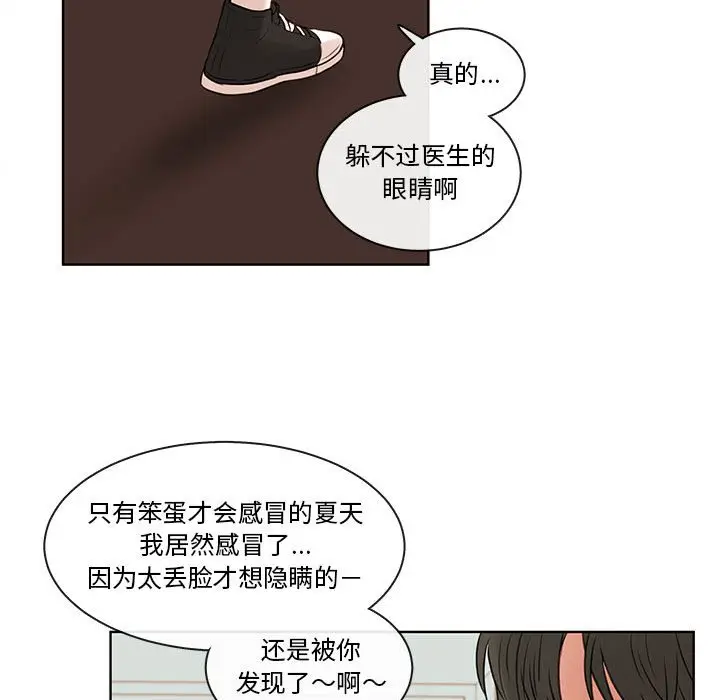 真的...
躲不过医生的
眼睛啊
只有笨蛋才会感冒的夏天
我居然感冒了...
因为太丢脸才想隐瞒的—
还是被你
发现了～啊～